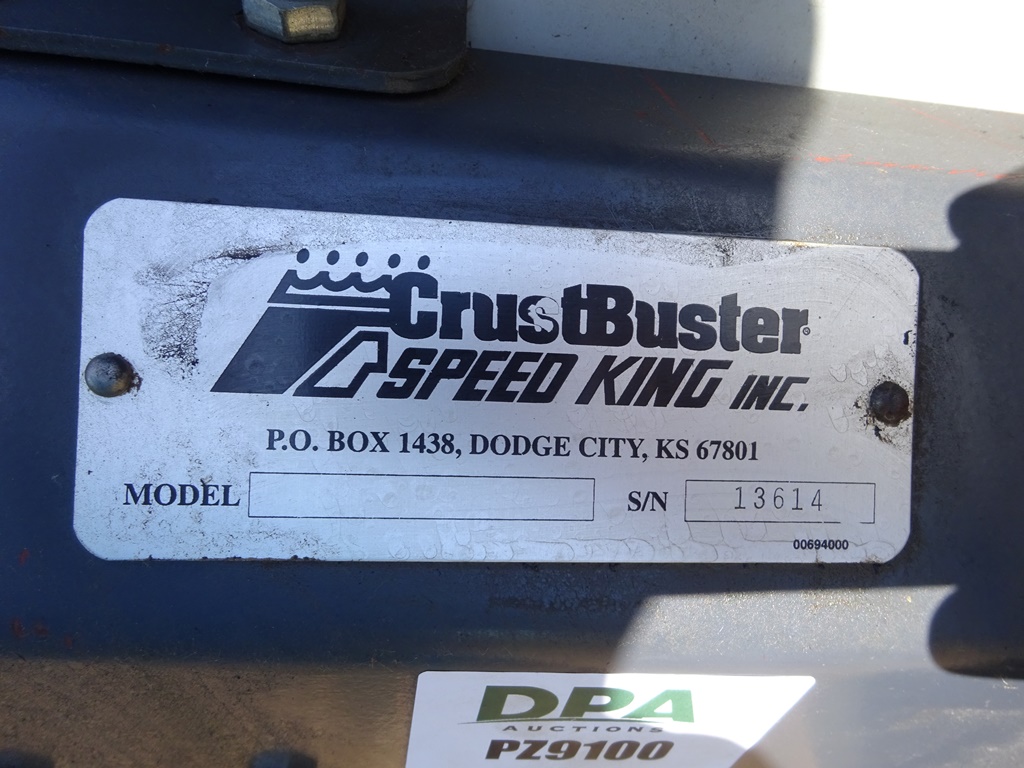 CrustBuster®
SPEED KING INC.
P.O. BOX 1438, DODGE CITY, KS 67801
MODEL S/N 13614
00694000
DPA
AUCTIONS
PZ9100